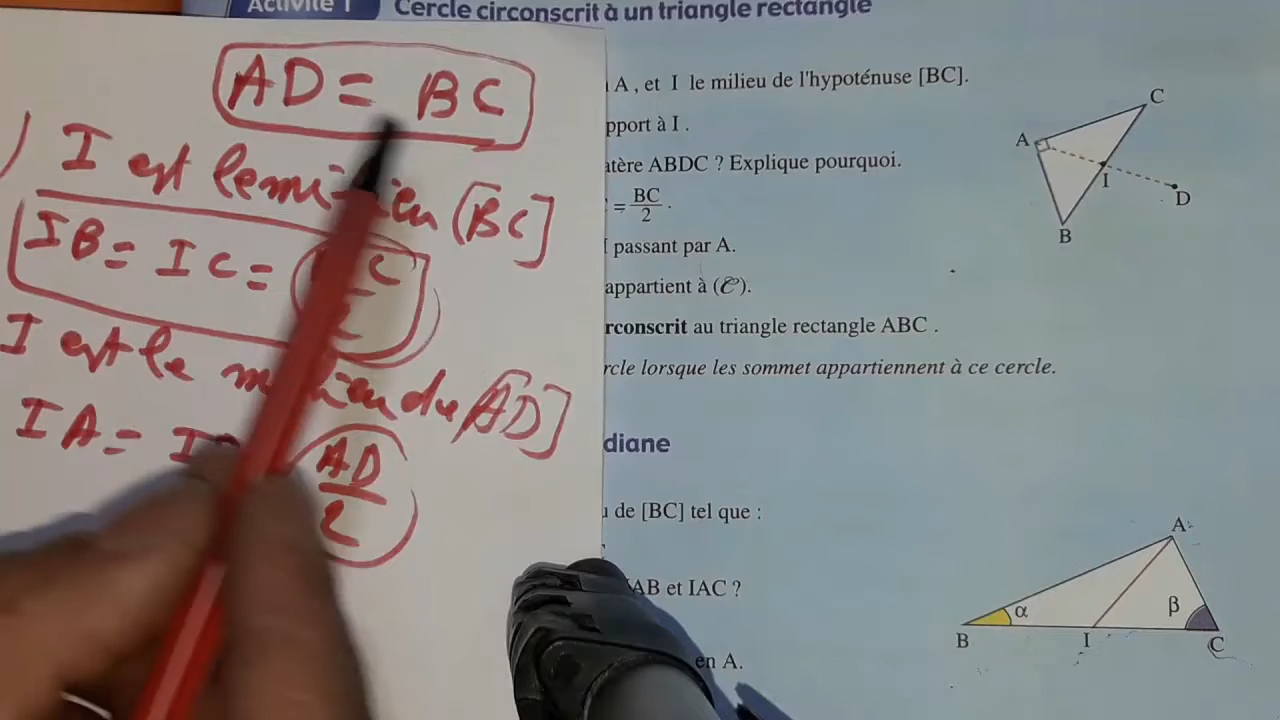 Activité 1 Cercle circonscrit à un triangle rectangle
AD = BC
I est le milieu [BC]
IB = IC =
I est le milieu du [AD]
IA =
AD
2
A , et I le milieu de l'hypoténuse [BC].
pport à I .
atère ABDC ? Explique pourquoi.
= BC
2 .
I passant par A.
appartient à (𝒞).
rconscrit au triangle rectangle ABC .
rcle lorsque les sommet appartiennent à ce cercle.
C
A
I
D
B
diane
de [BC] tel que :
AB et IAC ?
en A.
A
α
β
B
I
C